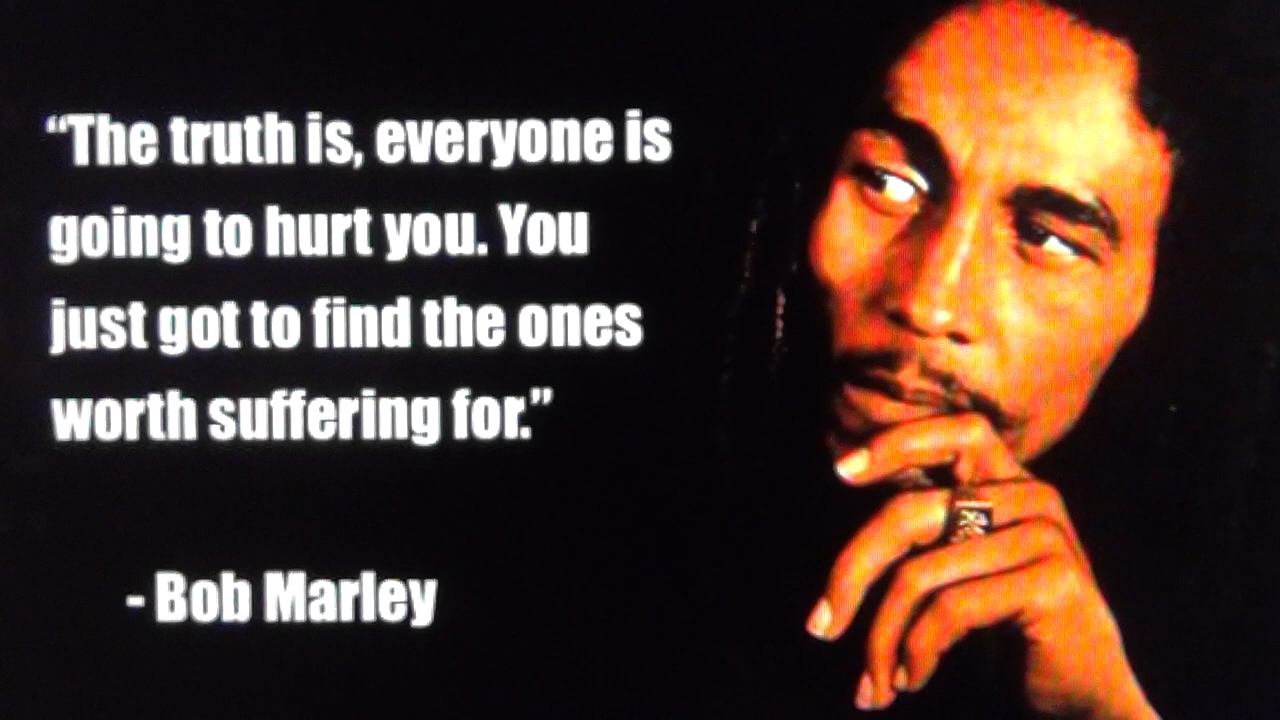 “The truth is, everyone is
going to hurt you. You
just got to find the ones
worth suffering for.”
- Bob Marley